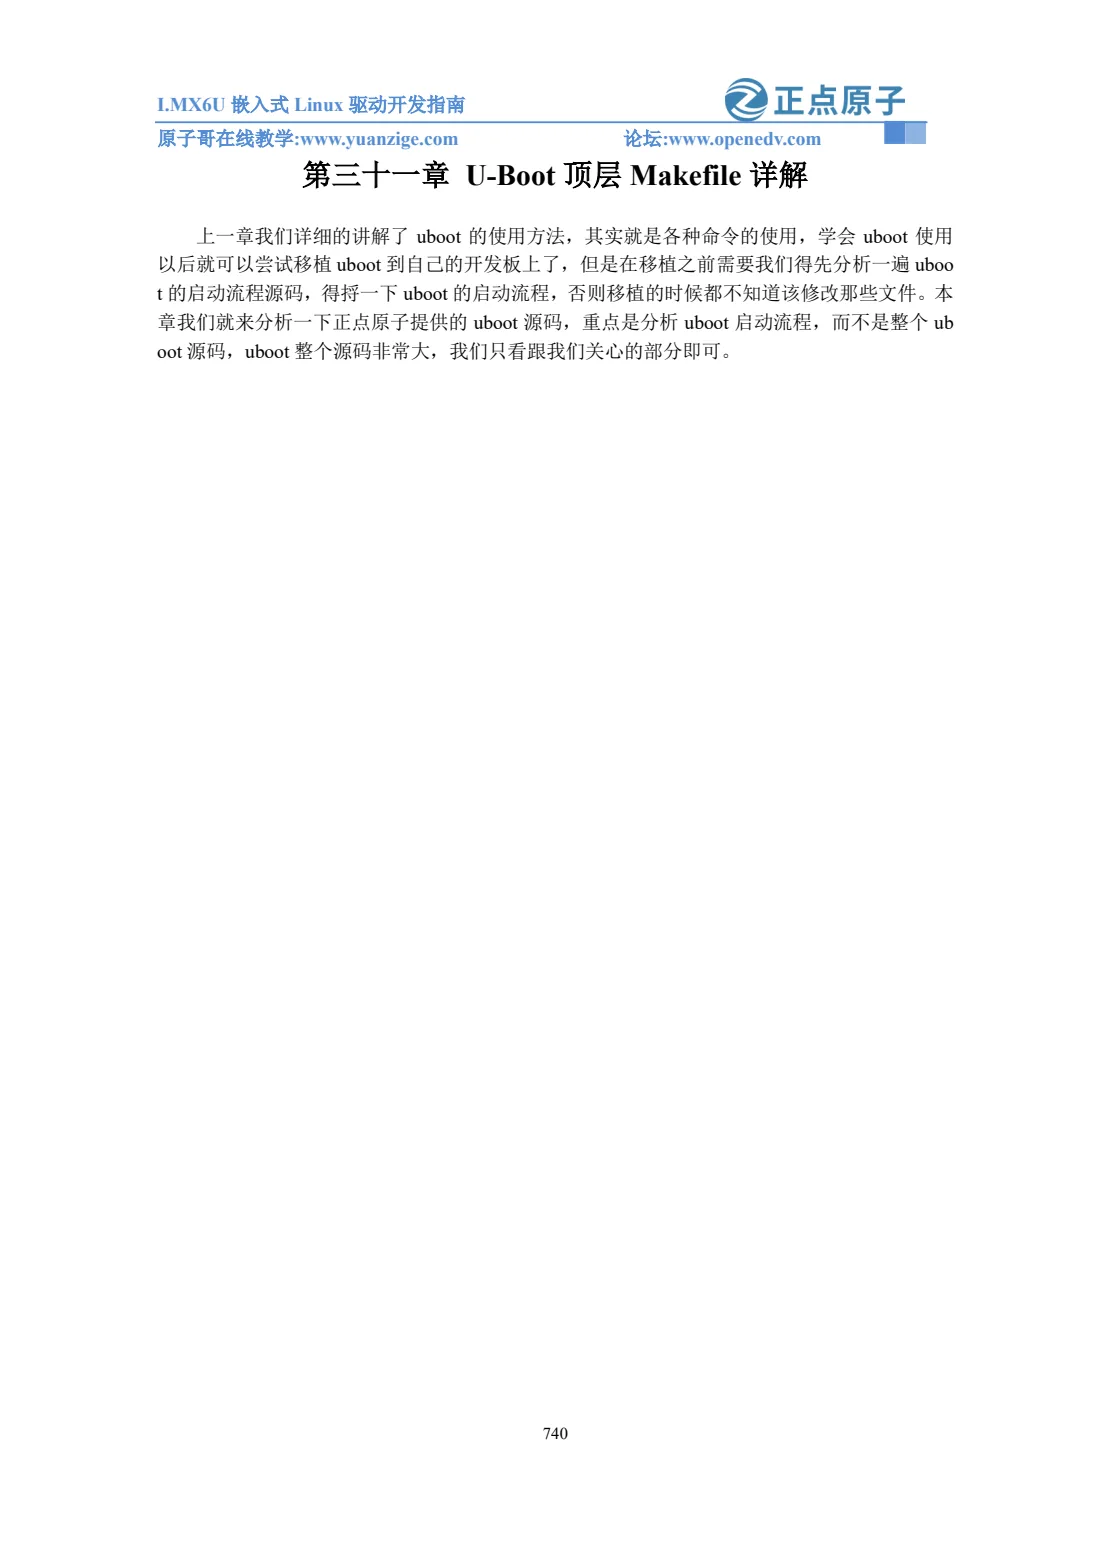 I.MX6U 嵌入式 Linux 驱动开发指南
正点原子
原子哥在线教学:www.yuanzige.com 论坛:www.openedv.com
第三十一章 U-Boot 顶层 Makefile 详解
上一章我们详细的讲解了 uboot 的使用方法，其实就是各种命令的使用，学会 uboot 使用
以后就可以尝试移植 uboot 到自己的开发板上了，但是在移植之前需要我们得先分析一遍 uboo
t 的启动流程源码，得捋一下 uboot 的启动流程，否则移植的时候都不知道该修改那些文件。本
章我们就来分析一下正点原子提供的 uboot 源码，重点是分析 uboot 启动流程，而不是整个 ub
oot 源码，uboot 整个源码非常大，我们只看跟我们关心的部分即可。
740